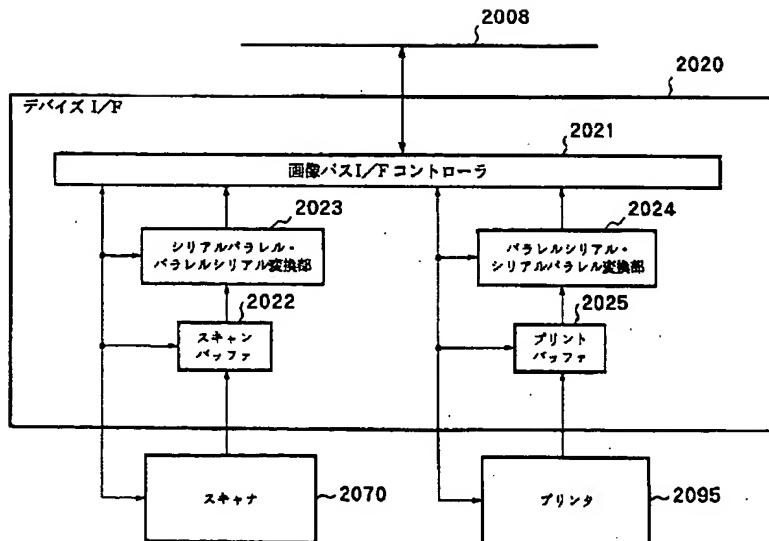 2008
2020
デバイズ I/F
2021
画像バスI/F コントローラ
2023
シリアルパラレル・
パラレルシリアル変換部
2024
パラレルシリアル・
シリアルパラレル変換部
2022
スキャン
バッファ
2025
プリント
バッファ
スキャナ
2070
プリンタ
2095